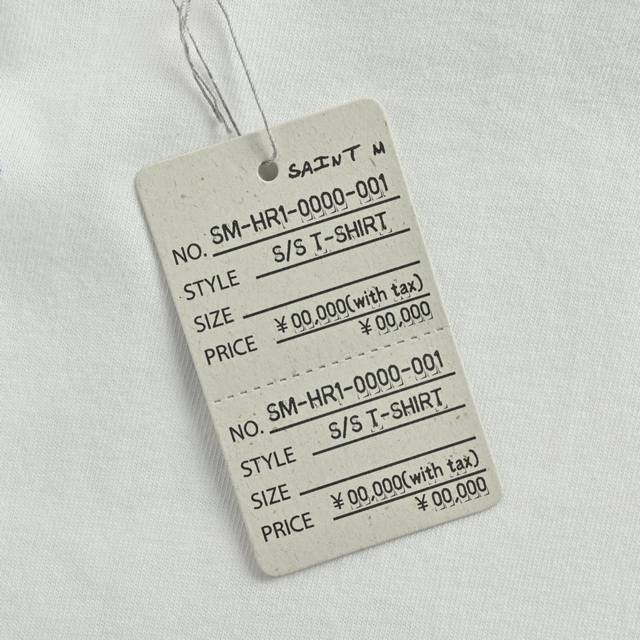 SAINT M
NO. SM-HR1-0000-001
STYLE S/S T-SHIRT
SIZE
PRICE ¥00,000(with tax)
¥00,000
NO. SM-HR1-0000-001
STYLE S/S T-SHIRT
SIZE
PRICE ¥00,000(with tax)
¥00,000